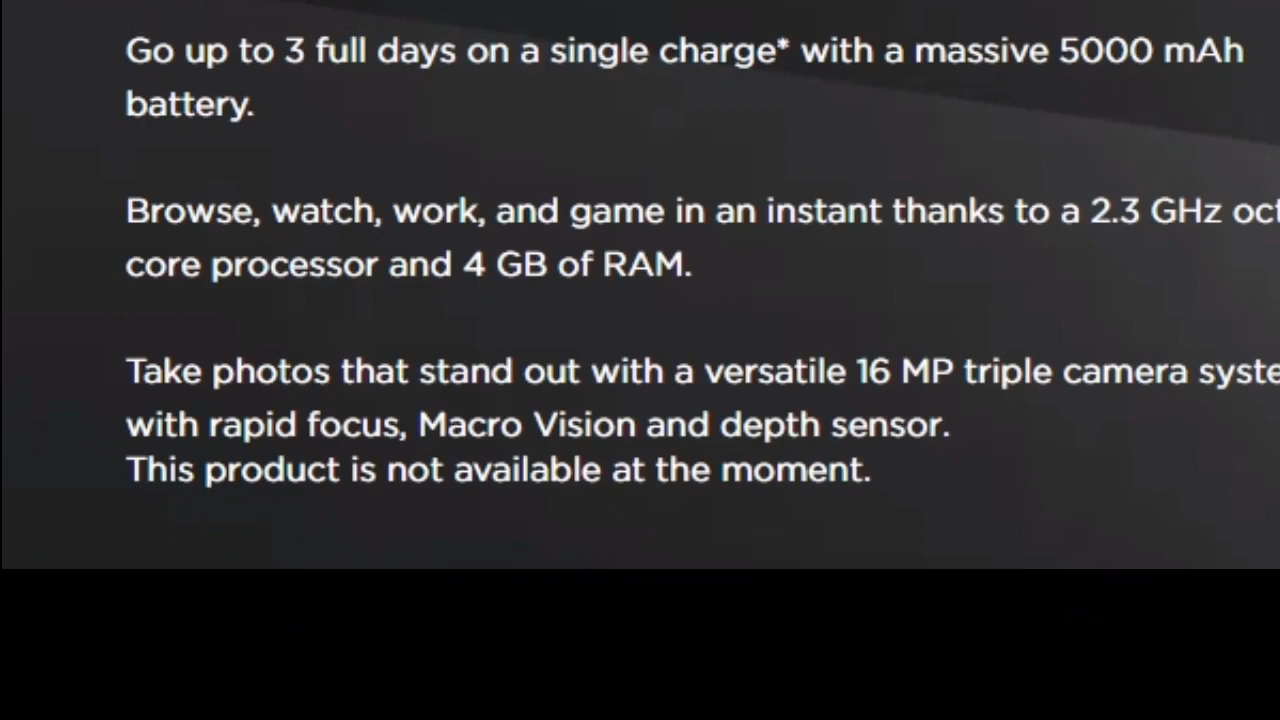 Go up to 3 full days on a single charge* with a massive 5000 mAh
battery.
Browse, watch, work, and game in an instant thanks to a 2.3 GHz
core processor and 4 GB of RAM.
Take photos that stand out with a versatile 16 MP triple camera
with rapid focus, Macro Vision and depth sensor.
This product is not available at the moment.